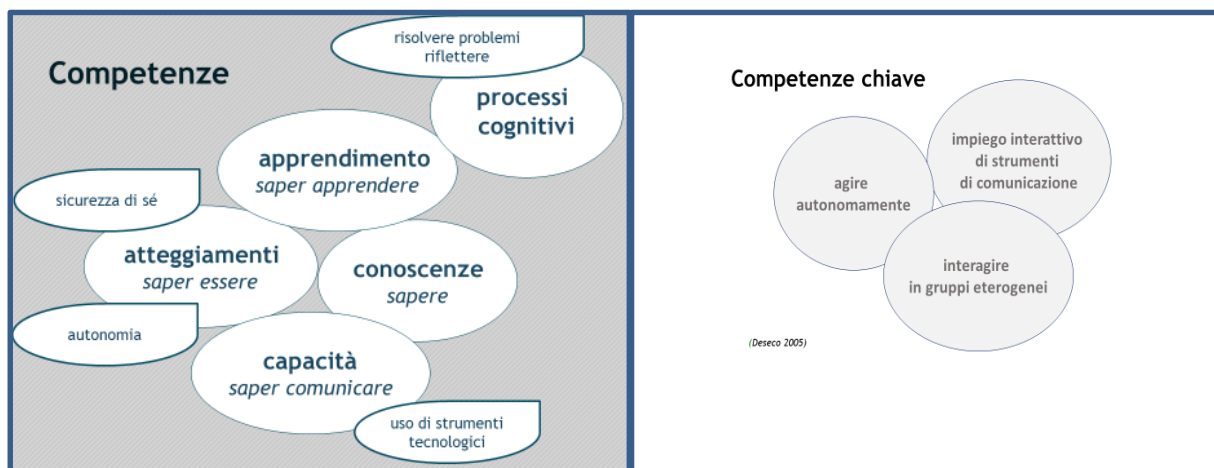 risolvere problemi
riflettere
Competenze
processi
cognitivi
apprendimento
saper apprendere
sicurezza di sé
atteggiamenti
saper essere
conoscenze
sapere
autonomia
capacità
saper comunicare
uso di strumenti
tecnologici
Competenze chiave
impiego interattivo
di strumenti
di comunicazione
agire
autonomamente
interagire
in gruppi eterogenei
(Deseco 2005)